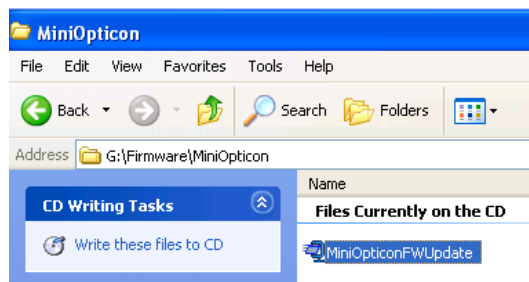 MiniOpticon
File Edit View Favorites Tools Help
Back Search Folders
Address G:\Firmware\MiniOpticon
Name
CD Writing Tasks
Files Currently on the CD
Write these files to CD
MiniOpticonFWUpdate